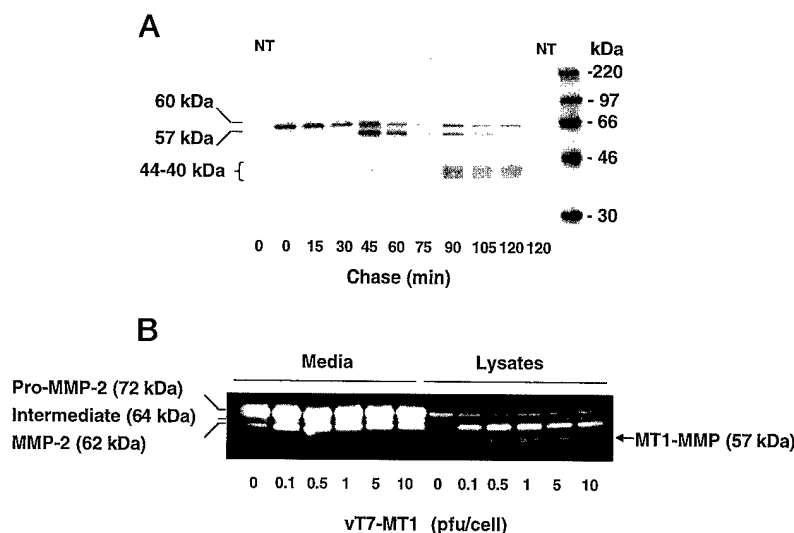 A
NT
NT
kDa
60 kDa
57 kDa
44-40 kDa
-220
- 97
- 66
- 46
- 30
0 0 15 30 45 60 75 90 105 120 120
Chase (min)
B
Media
Lysates
Pro-MMP-2 (72 kDa)
Intermediate (64 kDa)
MMP-2 (62 kDa)
MT1-MMP (57 kDa)
0 0.1 0.5 1 5 10 0 0.1 0.5 1 5 10
vT7-MT1 (pfu/cell)